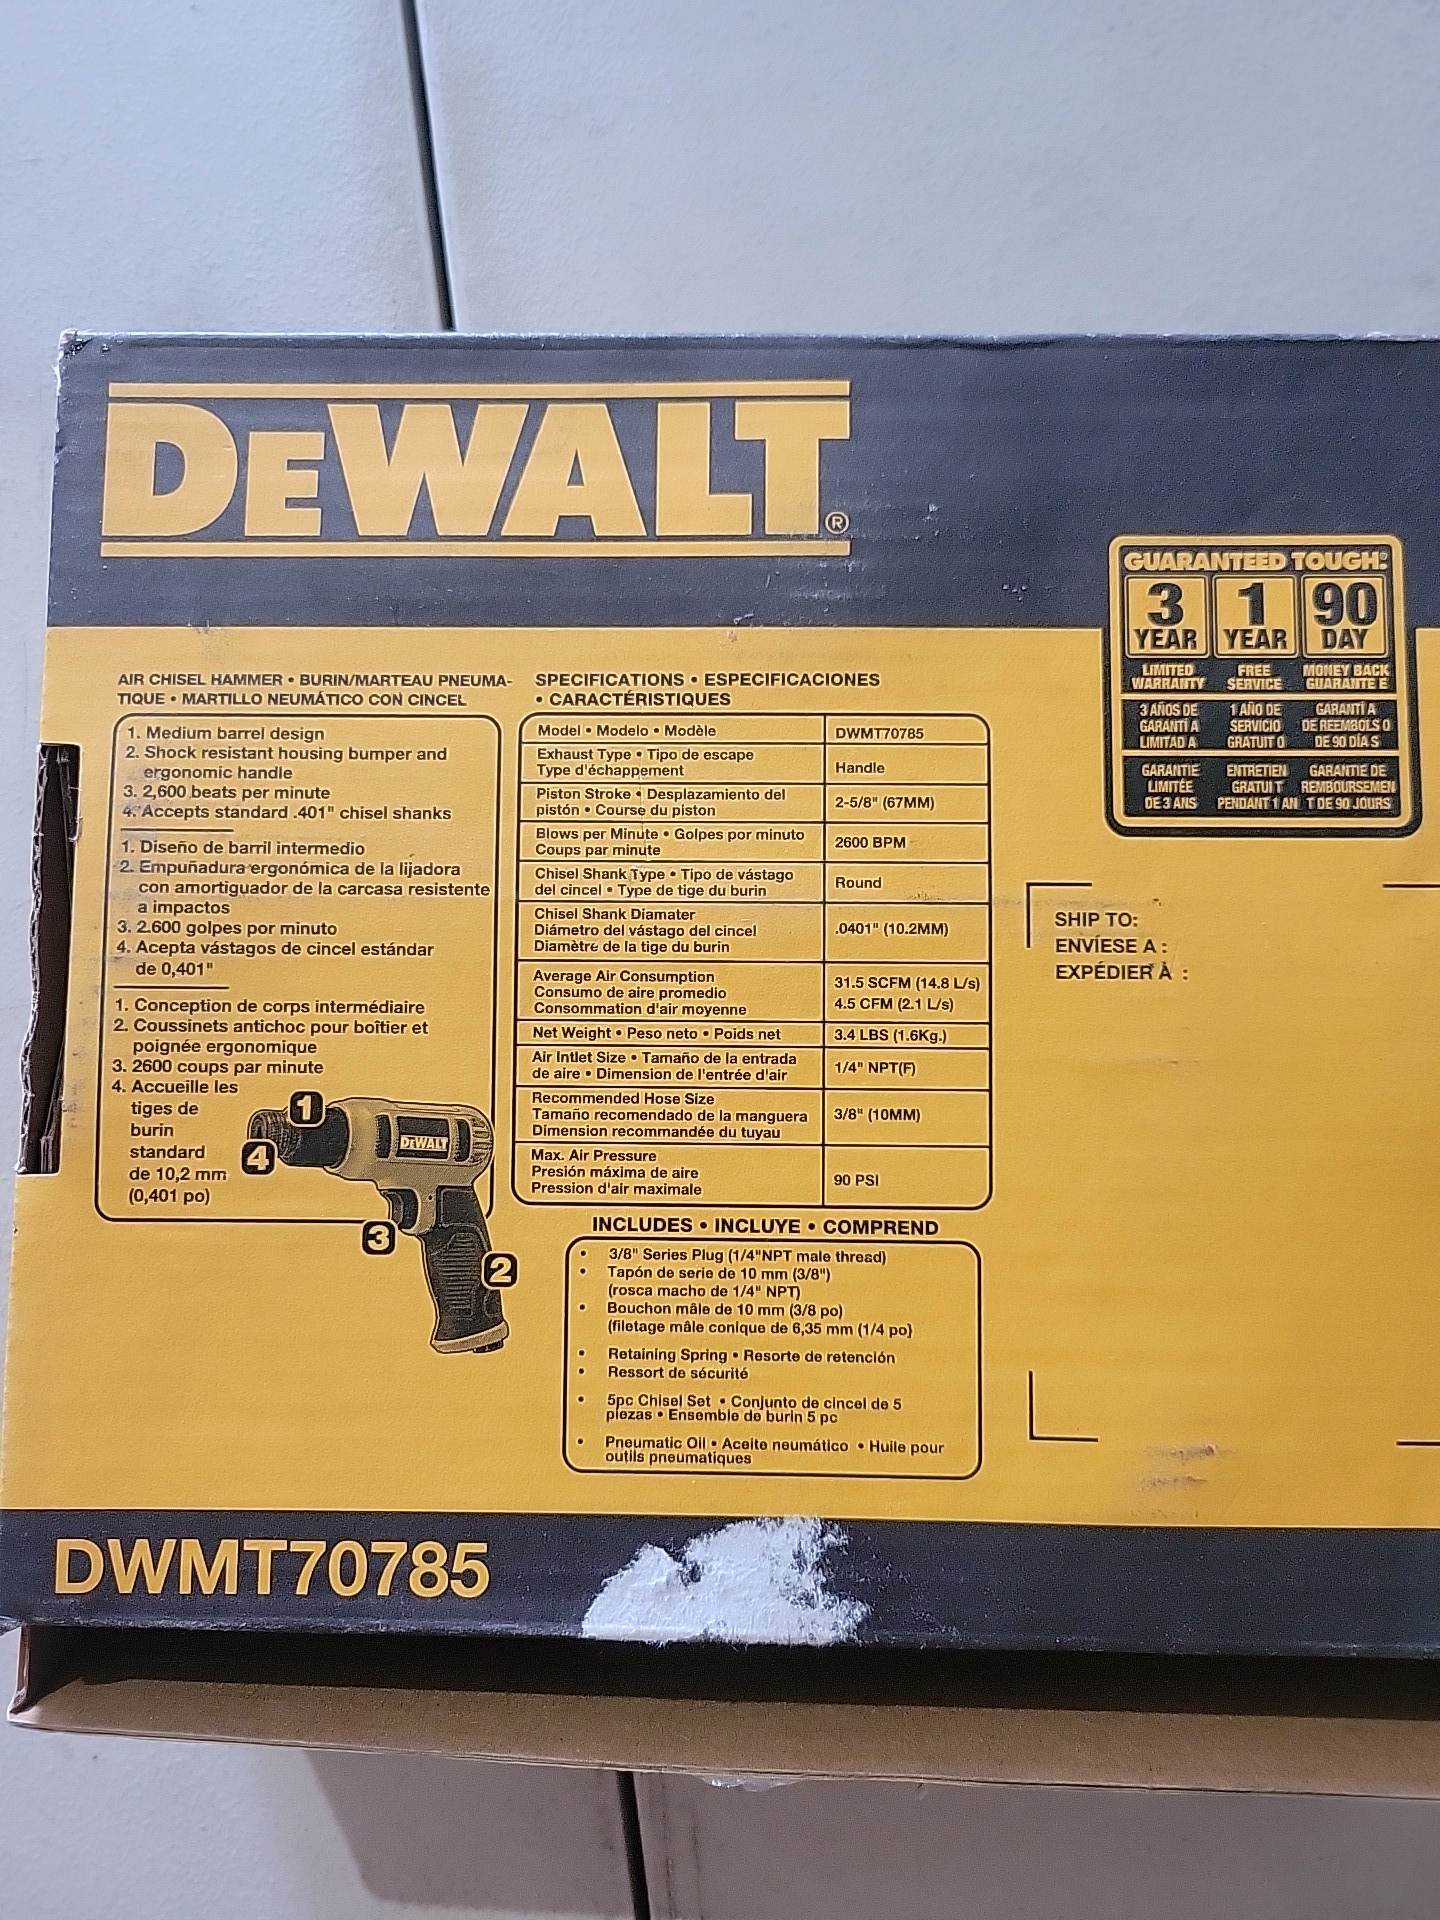 DEWALT®
GUARANTEED TOUGH.®
3 YEAR
1 YEAR
90 DAY
LIMITED WARRANTY
FREE SERVICE
MONEY BACK GUARANTE E
3 AÑOS DE GARANTÍ A LIMITAD A
1 AÑO DE SERVICIO GRATUIT O
GARANTÍ A DE REEMBOLS O DE 90 DÍA S
GARANTIE LIMITÉE DE 3 ANS
ENTRETIEN GRATUI T PENDANT 1 AN
GARANTIE DE REMBOURSEMEN T DE 90 JOURS
AIR CHISEL HAMMER • BURIN/MARTEAU PNEUMA-
TIQUE • MARTILLO NEUMÁTICO CON CINCEL
1. Medium barrel design
2. Shock resistant housing bumper and
ergonomic handle
3. 2,600 beats per minute
4. Accepts standard .401" chisel shanks
1. Diseño de barril intermedio
2. Empuñadura ergonómica de la lijadora
con amortiguador de la carcasa resistente
a impactos
3. 2.600 golpes por minuto
4. Acepta vástagos de cincel estándar
de 0,401"
1. Conception de corps intermédiaire
2. Coussinets antichoc pour boîtier et
poignée ergonomique
3. 2600 coups par minute
4. Accueille les
tiges de
burin
standard
de 10,2 mm
(0,401 po)
1
4
DEWALT
3
2
SPECIFICATIONS • ESPECIFICACIONES
• CARACTÉRISTIQUES
Model • Modelo • Modèle
DWMT70785
Exhaust Type • Tipo de escape
Type d'échappement
Handle
Piston Stroke • Desplazamiento del
pistón • Course du piston
2-5/8" (67MM)
Blows per Minute • Golpes por minuto
Coups par minute
2600 BPM
Chisel Shank Type • Tipo de vástago
del cincel • Type de tige du burin
Round
Chisel Shank Diamater
Diámetro del vástago del cincel
Diamètre de la tige du burin
.0401" (10.2MM)
Average Air Consumption
Consumo de aire promedio
Consommation d'air moyenne
31.5 SCFM (14.8 L/s)
4.5 CFM (2.1 L/s)
Net Weight • Peso neto • Poids net
3.4 LBS (1.6Kg.)
Air Intlet Size • Tamaño de la entrada
de aire • Dimension de l'entrée d'air
1/4" NPT(F)
Recommended Hose Size
Tamaño recomendado de la manguera
Dimension recommandée du tuyau
3/8" (10MM)
Max. Air Pressure
Presión máxima de aire
Pression d'air maximale
90 PSI
INCLUDES • INCLUYE • COMPREND
• 3/8" Series Plug (1/4"NPT male thread)
• Tapón de serie de 10 mm (3/8")
(rosca macho de 1/4" NPT)
• Bouchon mâle de 10 mm (3/8 po)
(filetage mâle conique de 6,35 mm (1/4 po)
• Retaining Spring • Resorte de retención
• Ressort de sécurité
• 5pc Chisel Set • Conjunto de cincel de 5
piezas • Ensemble de burin 5 pc
• Pneumatic Oil • Aceite neumático • Huile pour
outils pneumatiques
SHIP TO:
ENVÍESE A :
EXPÉDIER À :
DWMT70785